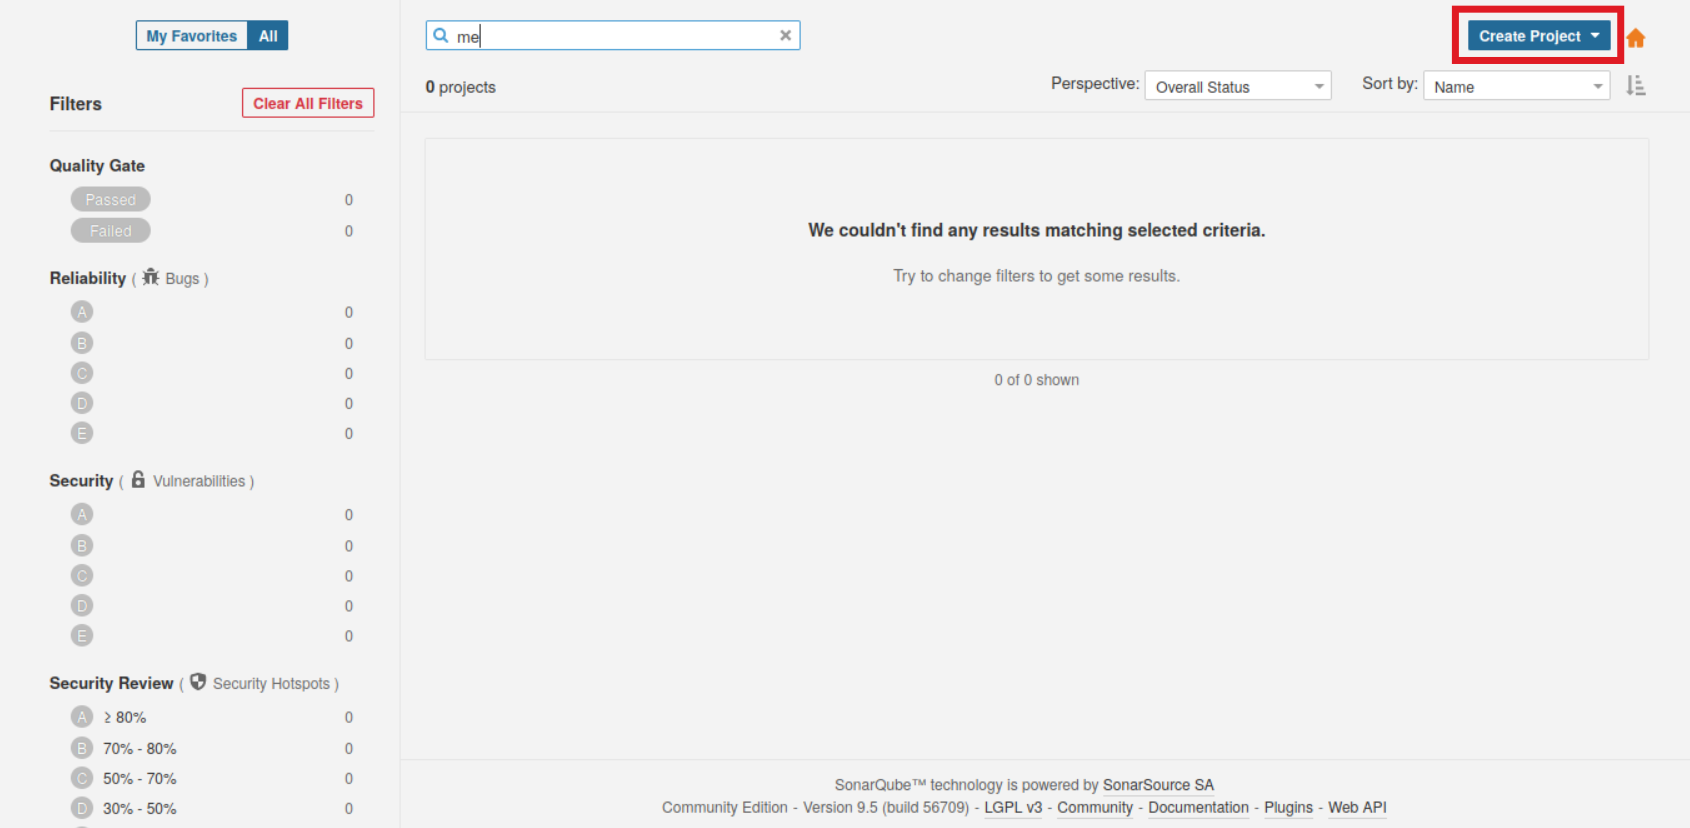 My Favorites All
me
Create Project
0 projects
Perspective: Overall Status
Sort by: Name
Filters
Clear All Filters
Quality Gate
Passed 0
Failed 0
Reliability ( Bugs )
A 0
B 0
C 0
D 0
E 0
Security ( Vulnerabilities )
A 0
B 0
C 0
D 0
E 0
Security Review ( Security Hotspots )
A ≥ 80% 0
B 70% - 80% 0
C 50% - 70% 0
D 30% - 50% 0
We couldn't find any results matching selected criteria.
Try to change filters to get some results.
0 of 0 shown
SonarQube™ technology is powered by SonarSource SA
Community Edition - Version 9.5 (build 56709) - LGPL v3 - Community - Documentation - Plugins - Web API